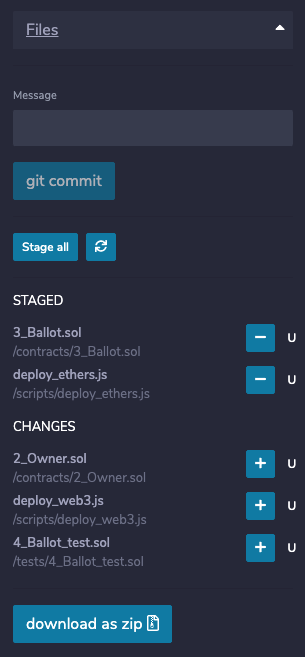 Files
Message
git commit
Stage all
STAGED
3_Ballot.sol
/contracts/3_Ballot.sol
U
deploy_ethers.js
/scripts/deploy_ethers.js
U
CHANGES
2_Owner.sol
/contracts/2_Owner.sol
U
deploy_web3.js
/scripts/deploy_web3.js
U
4_Ballot_test.sol
/tests/4_Ballot_test.sol
U
download as zip